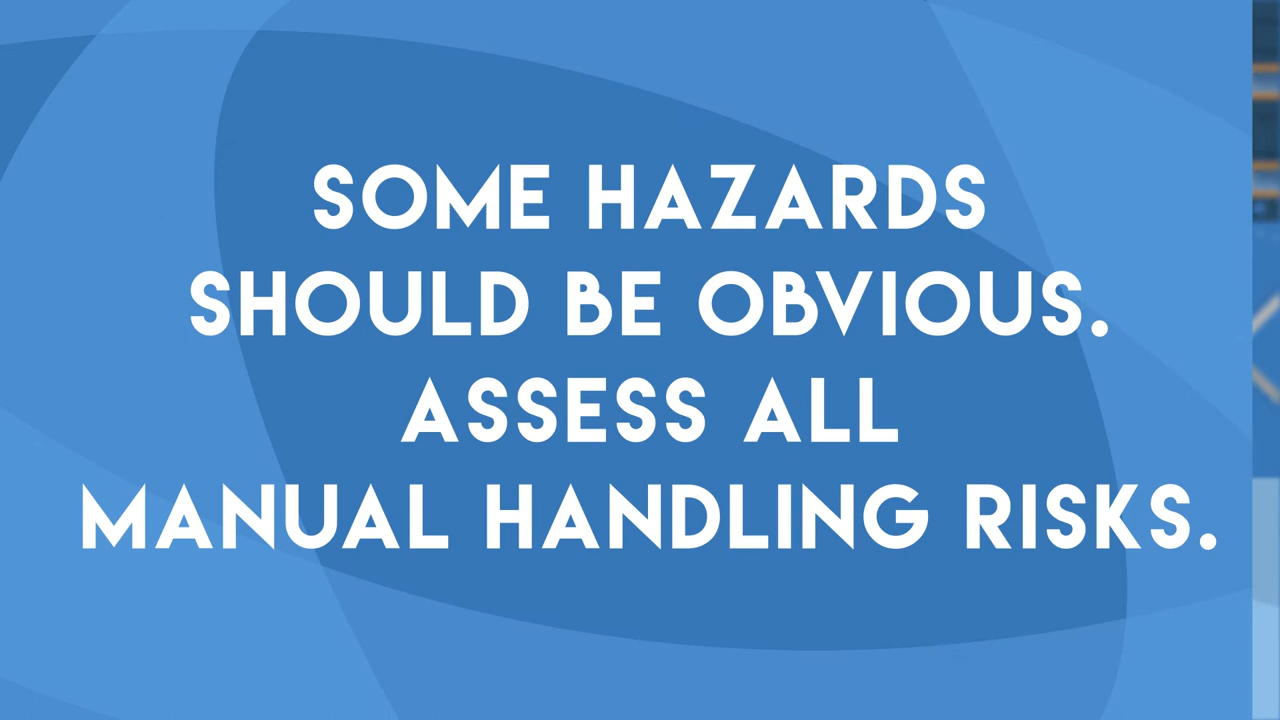 SOME HAZARDS
SHOULD BE OBVIOUS.
ASSESS ALL
MANUAL HANDLING RISKS.